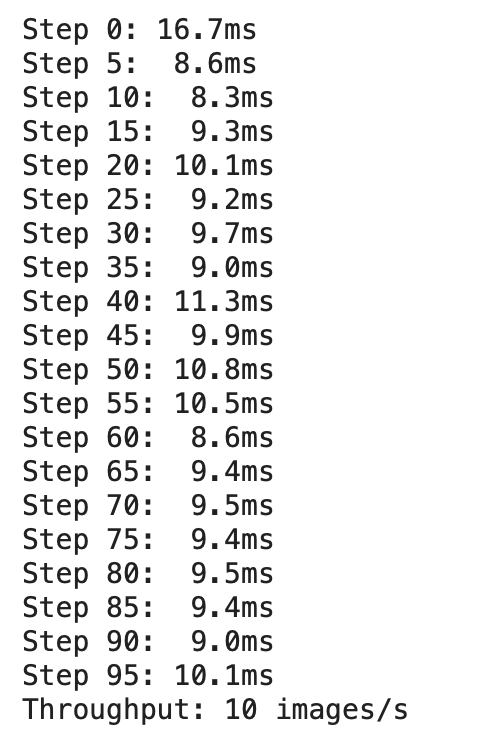 Step 0: 16.7ms
Step 5:  8.6ms
Step 10:  8.3ms
Step 15:  9.3ms
Step 20: 10.1ms
Step 25:  9.2ms
Step 30:  9.7ms
Step 35:  9.0ms
Step 40: 11.3ms
Step 45:  9.9ms
Step 50: 10.8ms
Step 55: 10.5ms
Step 60:  8.6ms
Step 65:  9.4ms
Step 70:  9.5ms
Step 75:  9.4ms
Step 80:  9.5ms
Step 85:  9.4ms
Step 90:  9.0ms
Step 95: 10.1ms
Throughput: 10 images/s